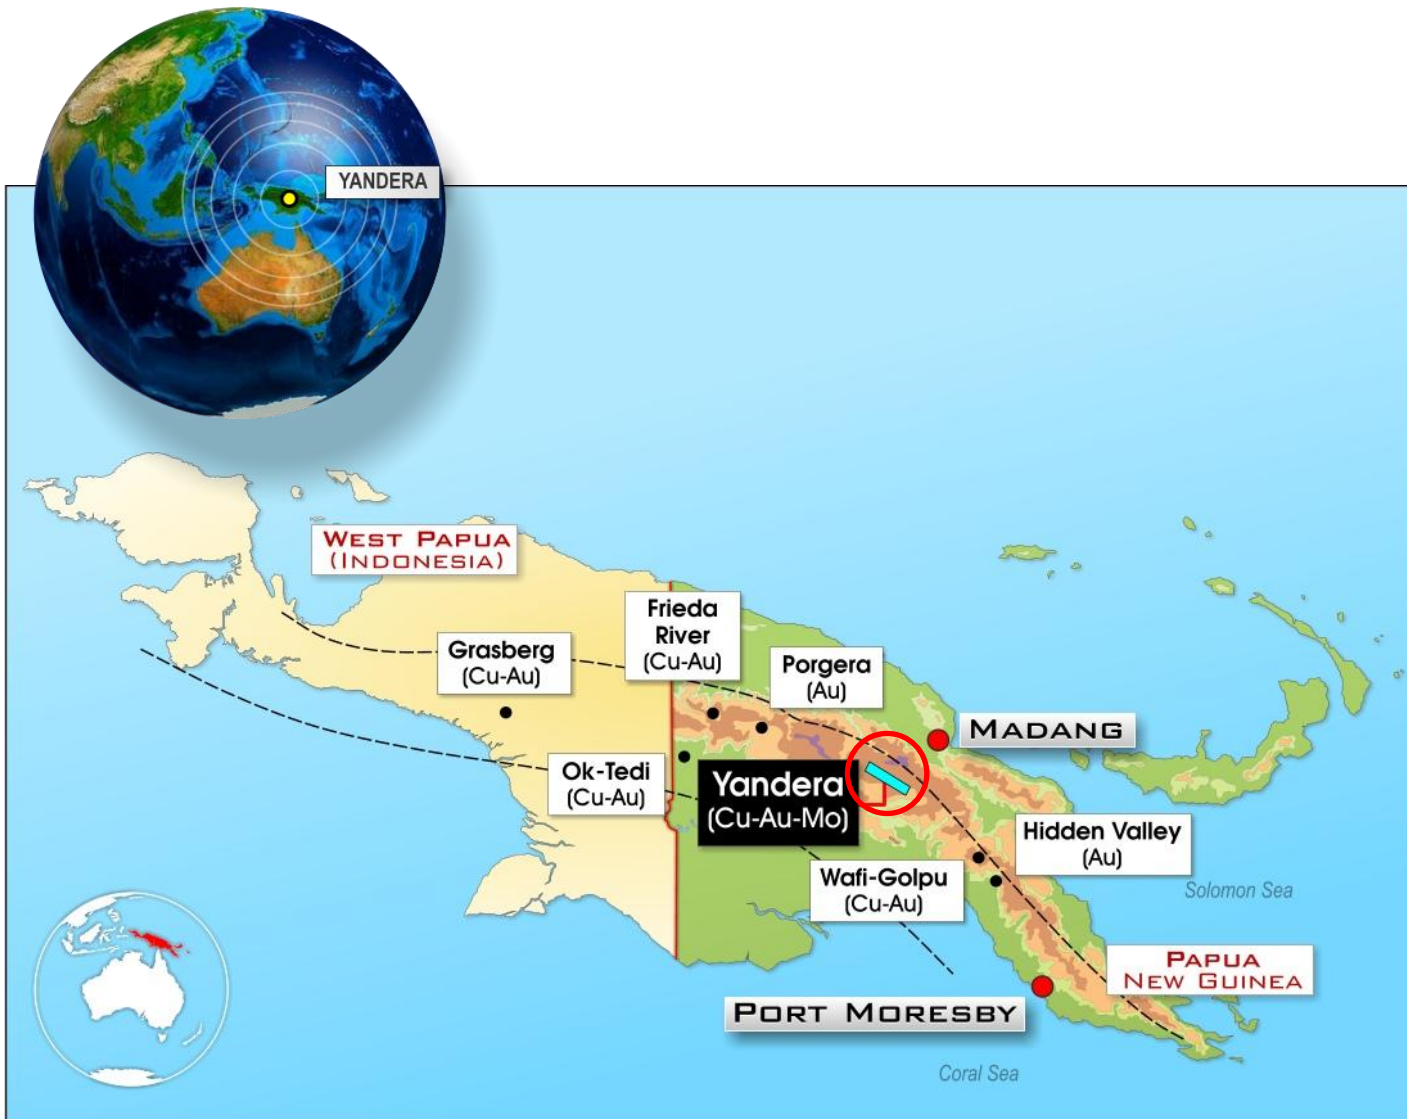 YANDERA
WEST PAPUA
(INDONESIA)
Frieda
River
(Cu-Au)
Grasberg
(Cu-Au)
Porgera
(Au)
MADANG
Ok-Tedi
(Cu-Au)
Yandera
(Cu-Au-Mo)
Hidden Valley
(Au)
Wafi-Golpu
(Cu-Au)
Solomon Sea
PAPUA
NEW GUINEA
PORT MORESBY
Coral Sea